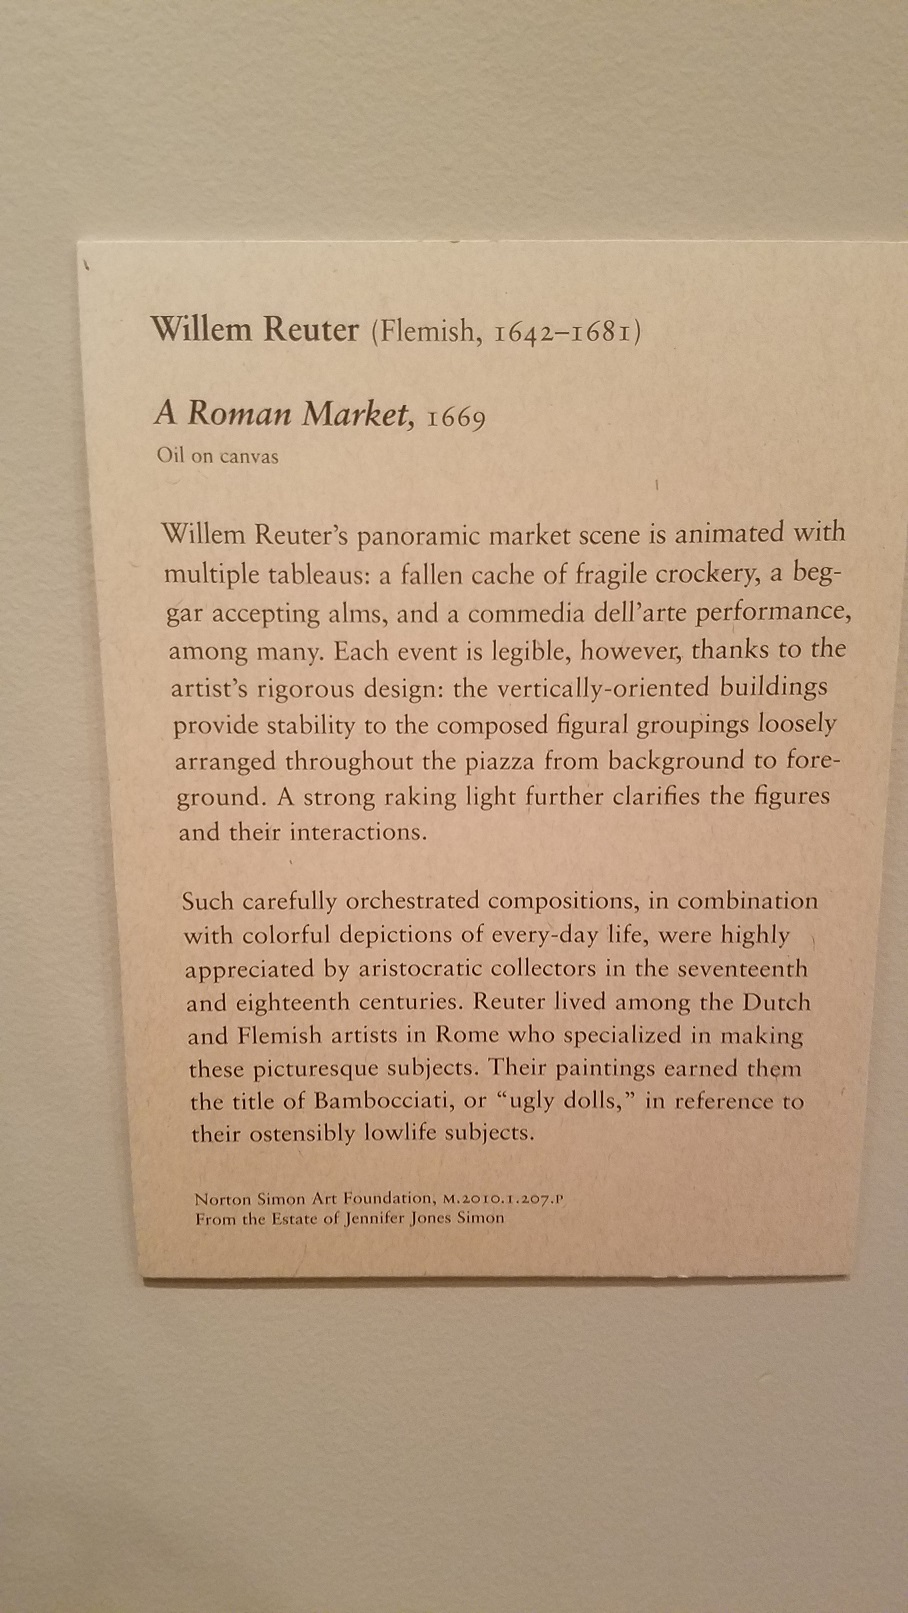 Willem Reuter (Flemish, 1642–1681)
A Roman Market, 1669
Oil on canvas
Willem Reuter’s panoramic market scene is animated with
multiple tableaus: a fallen cache of fragile crockery, a beg-
gar accepting alms, and a commedia dell’arte performance,
among many. Each event is legible, however, thanks to the
artist’s rigorous design: the vertically-oriented buildings
provide stability to the composed figural groupings loosely
arranged throughout the piazza from background to fore-
ground. A strong raking light further clarifies the figures
and their interactions.
Such carefully orchestrated compositions, in combination
with colorful depictions of every-day life, were highly
appreciated by aristocratic collectors in the seventeenth
and eighteenth centuries. Reuter lived among the Dutch
and Flemish artists in Rome who specialized in making
these picturesque subjects. Their paintings earned them
the title of Bambocciati, or “ugly dolls,” in reference to
their ostensibly lowlife subjects.
Norton Simon Art Foundation, M.2010.1.207.P
From the Estate of Jennifer Jones Simon